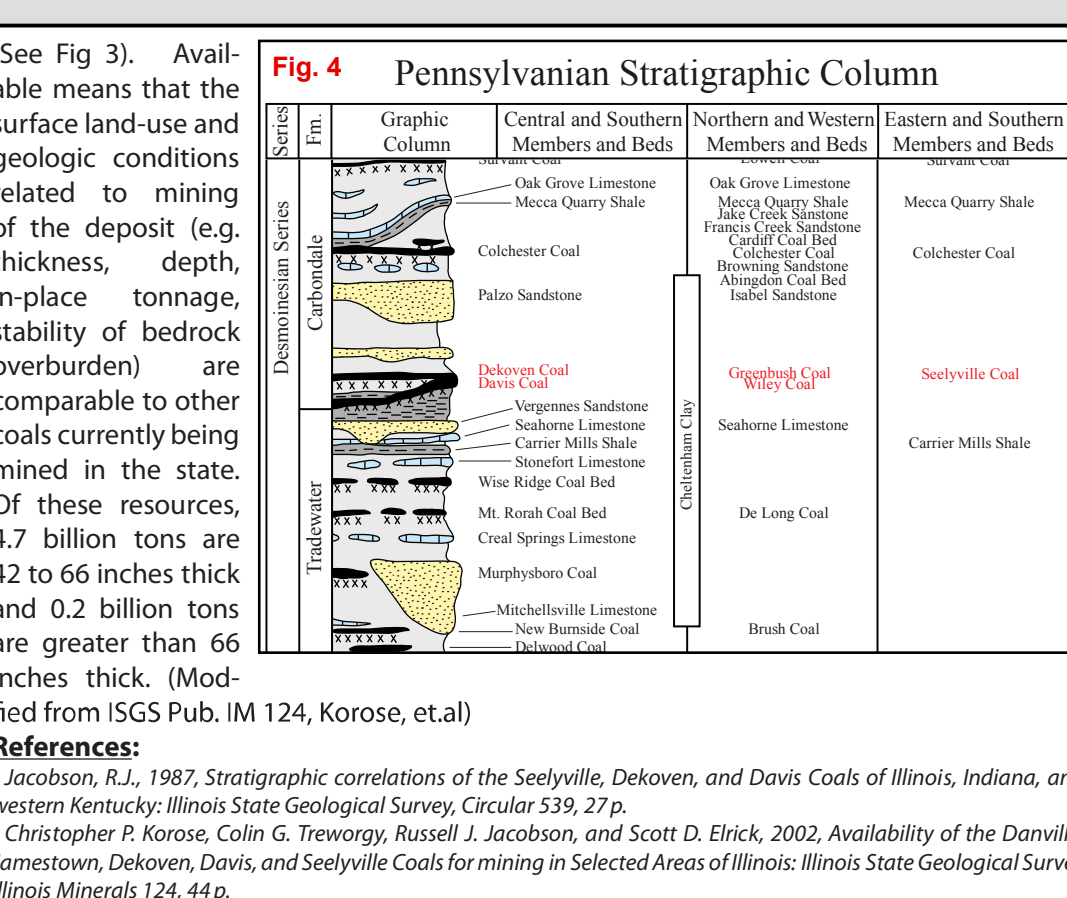 See Fig 3). Avail-
able means that the
surface land-use and
geologic conditions
related to mining
of the deposit (e.g.
thickness, depth,
in-place tonnage,
stability of bedrock
overburden) are
comparable to other
coals currently being
mined in the state.
Of these resources,
4.7 billion tons are
42 to 66 inches thick
and 0.2 billion tons
are greater than 66
inches thick. (Mod-
fied from ISGS Pub. IM 124, Korose, et.al)
Fig. 4
Pennsylvanian Stratigraphic Column
Series
Fm.
Graphic
Column
Central and Southern
Members and Beds
Northern and Western
Members and Beds
Eastern and Southern
Members and Beds
Desmoinesian Series
Carbondale
Tradewater
Survant Coal
Oak Grove Limestone
Mecca Quarry Shale
Colchester Coal
Palzo Sandstone
Dekoven Coal
Davis Coal
Vergennes Sandstone
Seahorne Limestone
Carrier Mills Shale
Stonefort Limestone
Wise Ridge Coal Bed
Mt. Rorah Coal Bed
Creal Springs Limestone
Murphysboro Coal
Mitchellsville Limestone
New Burnside Coal
Delwood Coal
Cheltenham Clay
Lowell Coal
Oak Grove Limestone
Mecca Quarry Shale
Jake Creek Sanstone
Francis Creek Sandstone
Cardiff Coal Bed
Colchester Coal
Browning Sandstone
Abingdon Coal Bed
Isabel Sandstone
Greenbush Coal
Wiley Coal
Seahorne Limestone
De Long Coal
Brush Coal
Survant Coal
Mecca Quarry Shale
Colchester Coal
Seelyville Coal
Carrier Mills Shale
References:
Jacobson, R.J., 1987, Stratigraphic correlations of the Seelyville, Dekoven, and Davis Coals of Illinois, Indiana, an
western Kentucky: Illinois State Geological Survey, Circular 539, 27 p.
Christopher P. Korose, Colin G. Treworgy, Russell J. Jacobson, and Scott D. Elrick, 2002, Availability of the Danvill
Jamestown, Dekoven, Davis, and Seelyville Coals for mining in Selected Areas of Illinois: Illinois State Geological Surve
Illinois Minerals 124, 44 p.